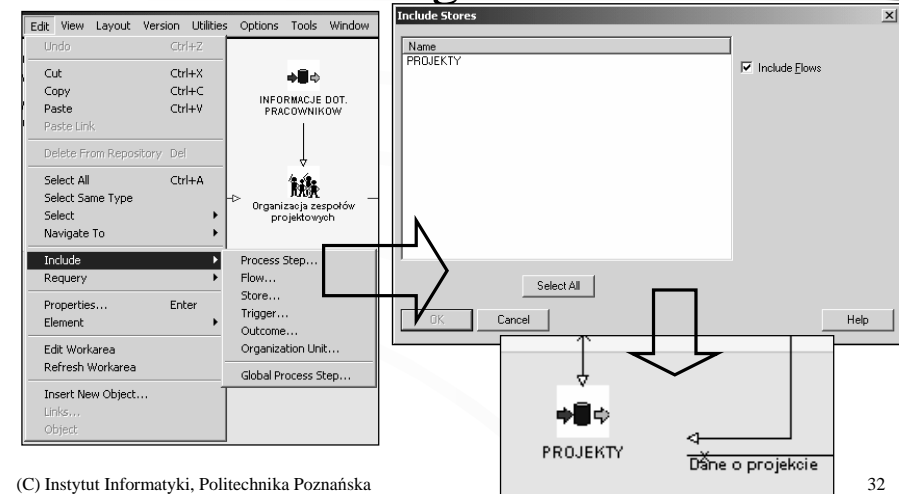 Edit View Layout Version Utilities Options Tools Window
Undo Ctrl+Z
Cut Ctrl+X
Copy Ctrl+C
Paste Ctrl+V
Paste Link
Delete From Repository Del
Select All Ctrl+A
Select Same Type
Select
Navigate To
Include
Requery
Properties... Enter
Element
Edit Workarea
Refresh Workarea
Insert New Object...
Links...
Object
Process Step...
Flow...
Store...
Trigger...
Outcome...
Organization Unit...
Global Process Step...
INFORMACJE DOT.
PRACOWNIKOW
Organizacja zespołów
projektowych
Include Stores
Name
PROJEKTY
Include Flows
Select All
OK Cancel Help
PROJEKTY
Dane o projekcie
(C) Instytut Informatyki, Politechnika Poznańska 32